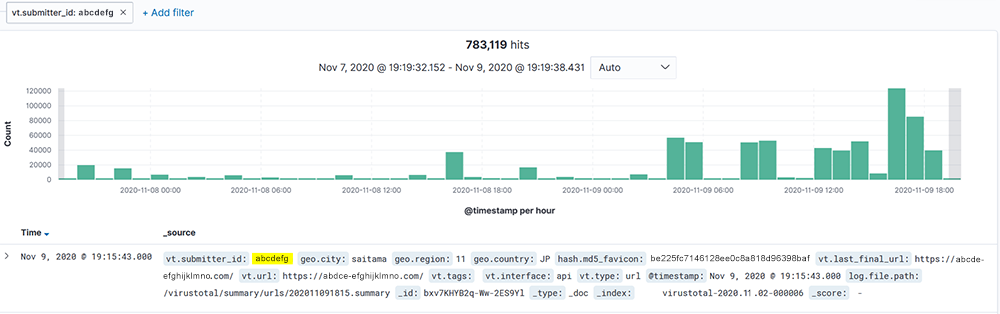 vt.submitter_id: abcdefg × + Add filter
783,119 hits
Nov 7, 2020 @ 19:19:32.152 - Nov 9, 2020 @ 19:19:38.431 Auto
120000
100000
80000
60000
40000
20000
0
Count
2020-11-08 00:00 2020-11-08 06:00 2020-11-08 12:00 2020-11-08 18:00 2020-11-09 00:00 2020-11-09 06:00 2020-11-09 12:00 2020-11-09 18:00
@timestamp per hour
Time _source
Nov 9, 2020 @ 19:15:43.000 vt.submitter_id: abcdefg geo.city: saitama geo.region: 11 geo.country: JP hash.md5_favicon: be225fc7146128ee0c8a818d96398baf vt.last_final_url: https://abcde-
efghijklmno.com/ vt.url: https://abdce-efghijklmno.com/ vt.tags: vt.interface: api vt.type: url @timestamp: Nov 9, 2020 @ 19:15:43.000 log.file.path:
/virustotal/summary/urls/202011091815.summary _id: bxv7KHYB2q-Ww-2ES9Yl _type: _doc _index: virustotal-2020.11.02-000006 _score: -